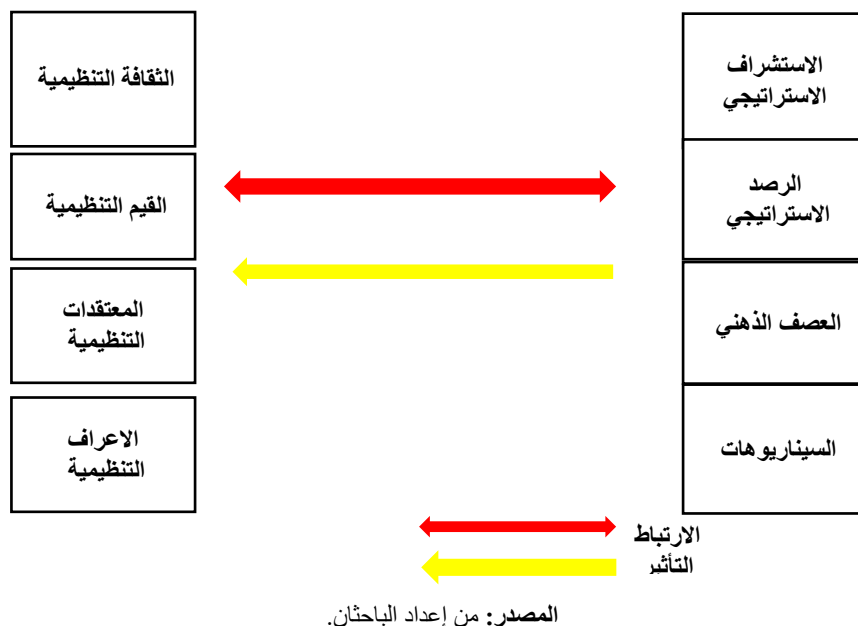 الاستشراف
الاستراتيجي
الرصد
الاستراتيجي
العصف الذهني
السيناريوهات
الثقافة التنظيمية
القيم التنظيمية
المعتقدات
التنظيمية
الاعراف
التنظيمية
الارتباط
التأثير
المصدر: من إعداد الباحثان.